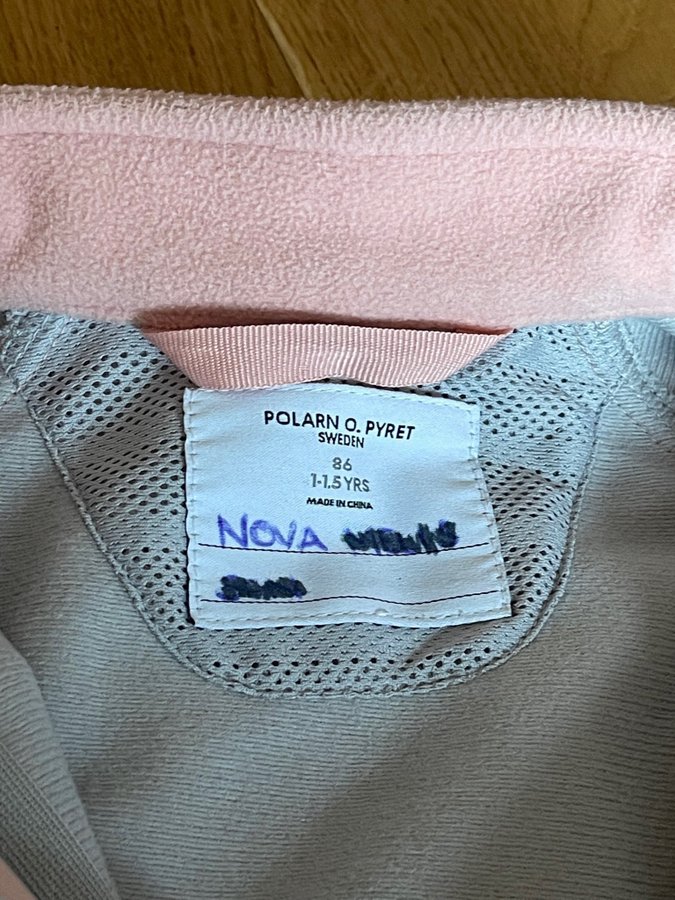 POLARN O. PYRET
SWEDEN
86
1-1.5 YRS
MADE IN CHINA
NOVA